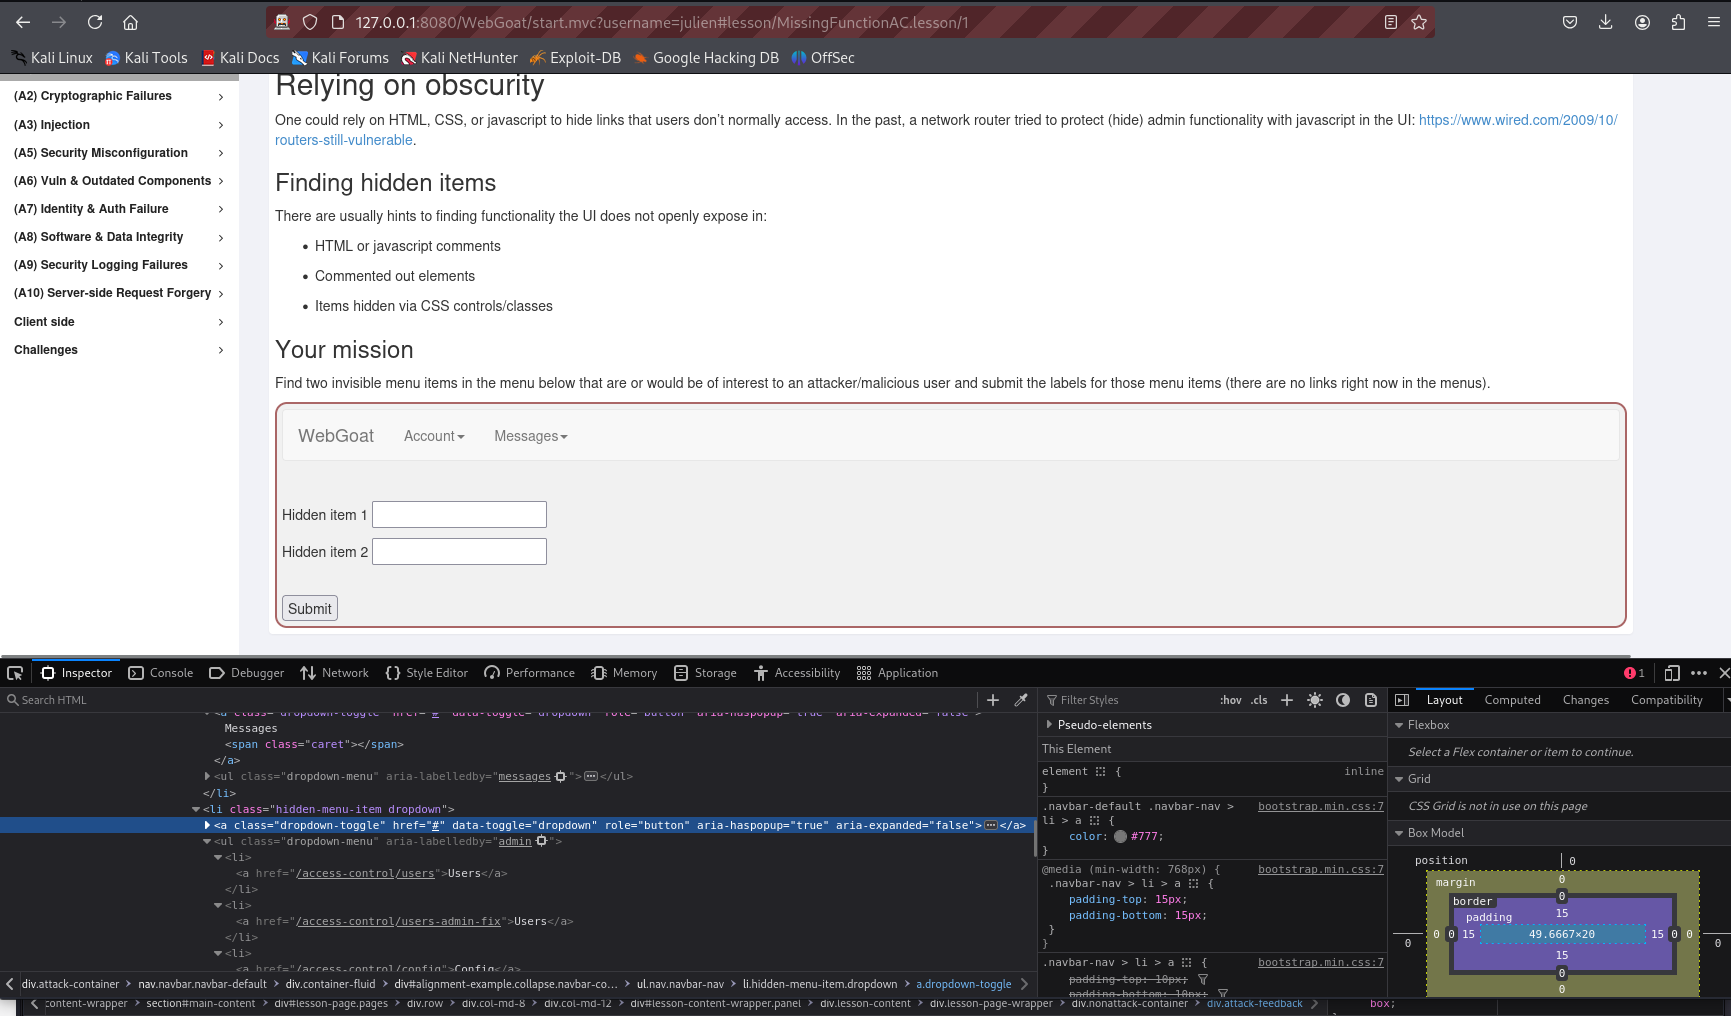 127.0.0.1:8080/WebGoat/start.mvc?username=julien#lesson/MissingFunctionAC.lesson/1
Kali Linux Kali Tools Kali Docs Kali Forums Kali NetHunter Exploit-DB Google Hacking DB OffSec
(A2) Cryptographic Failures
(A3) Injection
(A5) Security Misconfiguration
(A6) Vuln & Outdated Components
(A7) Identity & Auth Failure
(A8) Software & Data Integrity
(A9) Security Logging Failures
(A10) Server-side Request Forgery
Client side
Challenges
Relying on obscurity
One could rely on HTML, CSS, or javascript to hide links that users don’t normally access. In the past, a network router tried to protect (hide) admin functionality with javascript in the UI: https://www.wired.com/2009/10/
routers-still-vulnerable.
Finding hidden items
There are usually hints to finding functionality the UI does not openly expose in:
• HTML or javascript comments
• Commented out elements
• Items hidden via CSS controls/classes
Your mission
Find two invisible menu items in the menu below that are or would be of interest to an attacker/malicious user and submit the labels for those menu items (there are no links right now in the menus).
WebGoat Account Messages
Hidden item 1
Hidden item 2
Submit
Inspector Console Debugger Network Style Editor Performance Memory Storage Accessibility Application 1
Search HTML
<a class="dropdown-toggle" href="#" data-toggle="dropdown" role="button" aria-haspopup="true" aria-expanded="false">
Messages
<span class="caret"></span>
</a>
<ul class="dropdown-menu" aria-labelledby="messages"></ul>
</li>
<li class="hidden-menu-item dropdown">
<a class="dropdown-toggle" href="#" data-toggle="dropdown" role="button" aria-haspopup="true" aria-expanded="false"></a>
<ul class="dropdown-menu" aria-labelledby="admin">
<li>
<a href="/access-control/users">Users</a>
</li>
<li>
<a href="/access-control/users-admin-fix">Users</a>
</li>
<li>
<a href="/access-control/config">Config</a>
div.attack-container nav.navbar.navbar-default div.container-fluid div#alignment-example.collapse.navbar-co... ul.nav.navbar-nav li.hidden-menu-item.dropdown a.dropdown-toggle
content-wrapper section#main-content div#lesson-page.pages div.row div.col-md-8 div.col-md-12 div#lesson-content-wrapper.panel div.lesson-content div.lesson-page-wrapper div.nonattack-container div.attack-feedback
Filter Styles :hov .cls
Pseudo-elements
This Element
element { inline
}
.navbar-default .navbar-nav > bootstrap.min.css:7
li > a {
color: #777;
}
@media (min-width: 768px) { bootstrap.min.css:7
.navbar-nav > li > a {
padding-top: 15px;
padding-bottom: 15px;
}
}
.navbar-nav > li > a { bootstrap.min.css:7
padding-top: 10px;
padding-bottom: 10px;
box;
Layout Computed Changes Compatibility
Flexbox
Select a Flex container or item to continue.
Grid
CSS Grid is not in use on this page
Box Model
position 0
margin 0
border 0
padding 15
0 0 0 15 49.6667×20 15 0 0 0
15
0
0